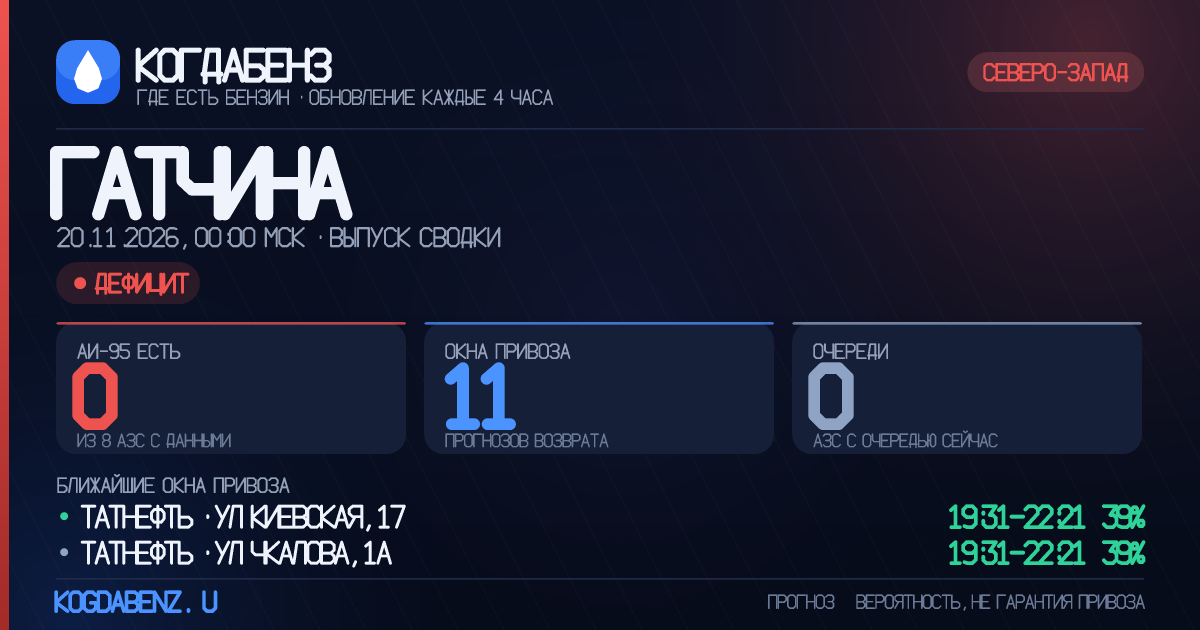 КОГДАБЕНЗ
ГДЕ ЕСТЬ БЕНЗИН · ОБНОВЛЕНИЕ КАЖДЫЕ 4 ЧАСА
СЕВЕРО-ЗАПАД
ГАТЧИНА
20.11.2026, 00:00 МСК · ВЫПУСК СВОДКИ
• ДЕФИЦИТ
АИ-95 ЕСТЬ
0
ИЗ 8 АЗС С ДАННЫМИ
ОКНА ПРИВОЗА
11
ПРОГНОЗОВ ВОЗВРАТА
ОЧЕРЕДИ
0
АЗС С ОЧЕРЕДЬЮ СЕЙЧАС
БЛИЖАЙШИЕ ОКНА ПРИВОЗА
• ТАТНЕФТЬ · УЛ КИЕВСКАЯ, 17 19:31-22:21 39%
• ТАТНЕФТЬ · УЛ ЧКАЛОВА, 1А 19:31-22:21 39%
KOGDABENZ. U
ПРОГНОЗ ВЕРОЯТНОСТЬ, НЕ ГАРАНТИЯ ПРИВОЗА